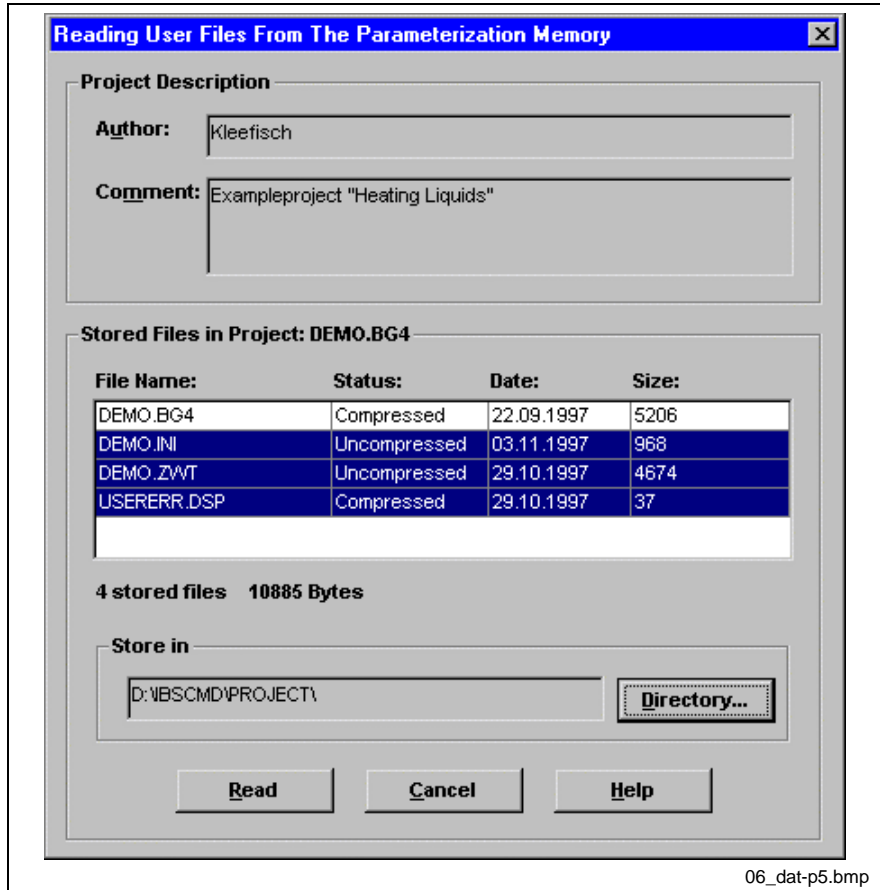 Reading User Files From The Parameterization Memory
Project Description
Author: Kleefisch
Comment: Exampleproject "Heating Liquids"
Stored Files in Project: DEMO.BG4
File Name: Status: Date: Size:
DEMO.BG4 Compressed 22.09.1997 5206
DEMO.INI Uncompressed 03.11.1997 968
DEMO.ZWT Uncompressed 29.10.1997 4674
USERERR.DSP Compressed 29.10.1997 37
4 stored files 10885 Bytes
Store in
D:\IBSCMD\PROJECT\ Directory...
Read Cancel Help
06_dat-p5.bmp